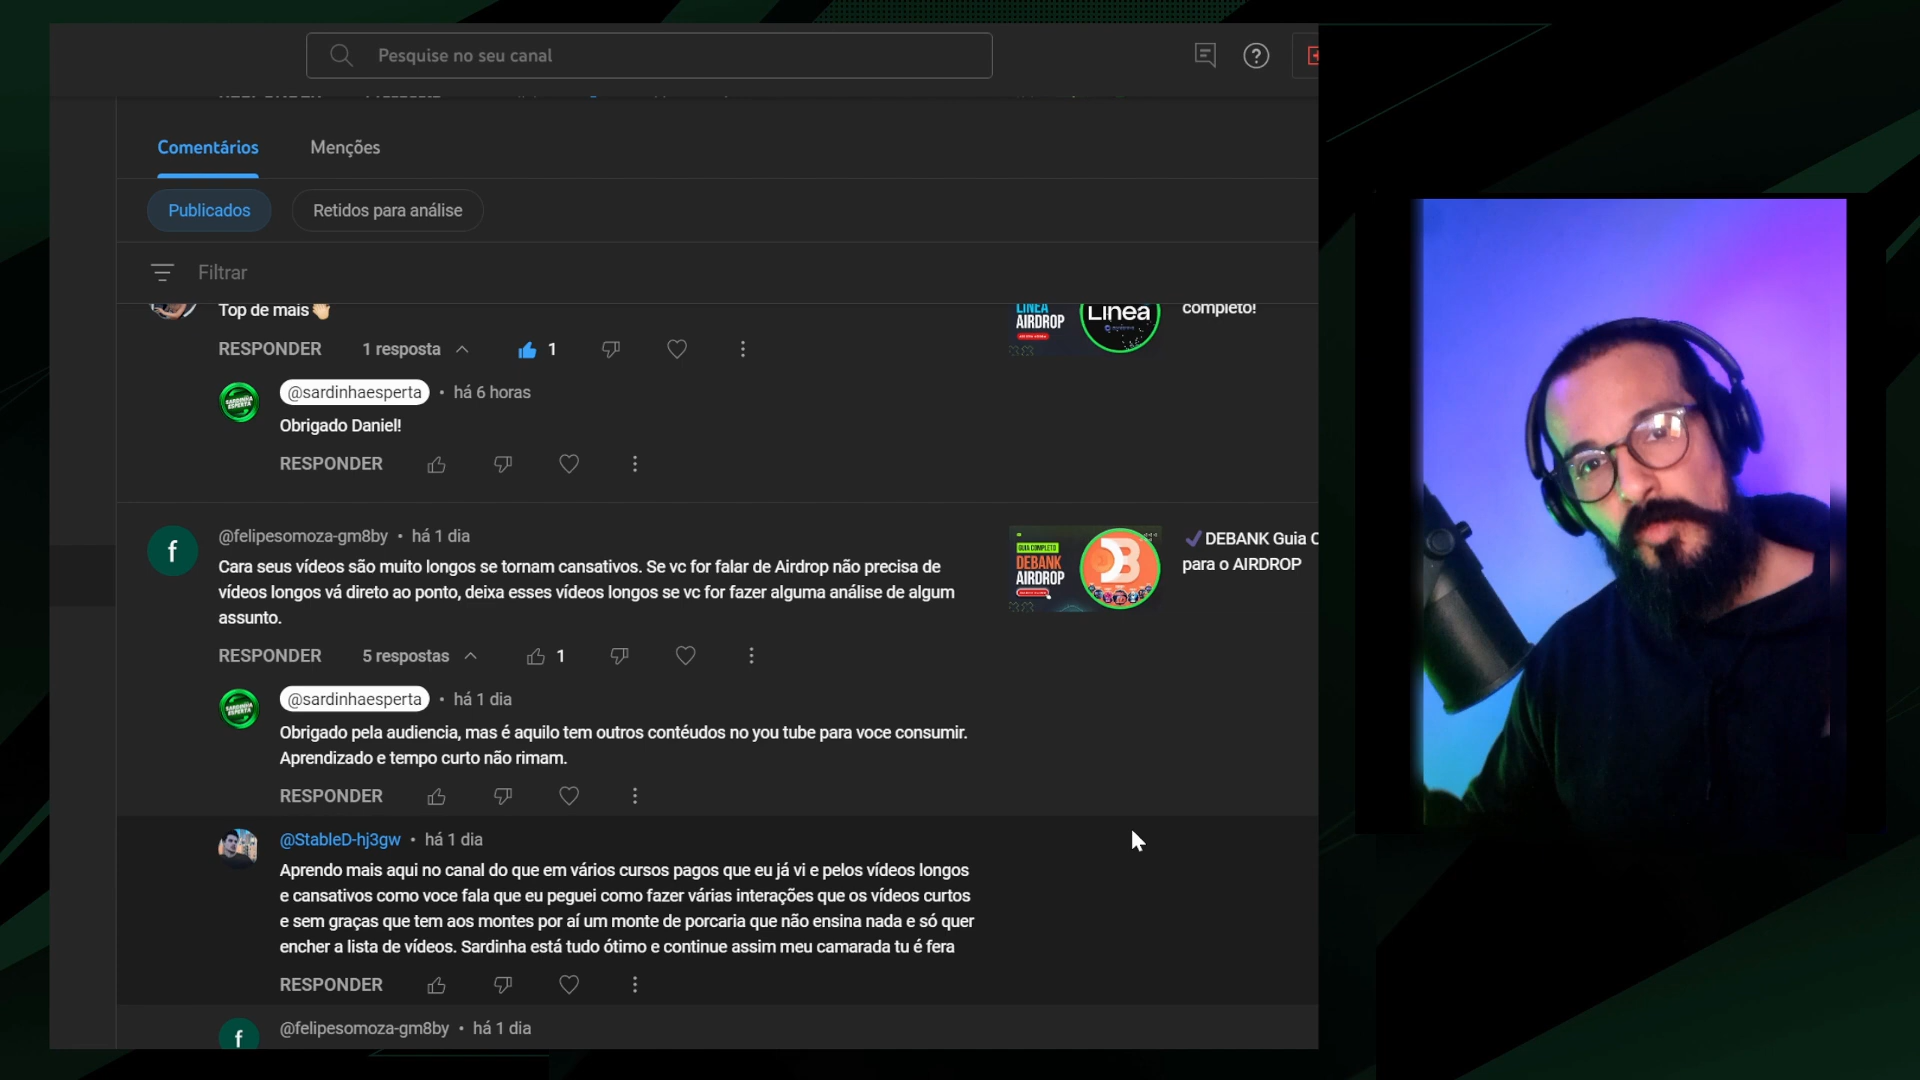 Pesquise no seu canal
Comentários
Menções
Publicados
Retidos para análise
Filtrar
Top de mais👏🏻
RESPONDER
1 resposta
1
LINEA
AIRDROP
Linea
completo!
@sardinhaesperta • há 6 horas
SARDINHA
ESPERTA
Obrigado Daniel!
RESPONDER
f
@felipesomoza-gm8by • há 1 dia
Cara seus vídeos são muito longos se tornam cansativos. Se vc for falar de Airdrop não precisa de
vídeos longos vá direto ao ponto, deixa esses vídeos longos se vc for fazer alguma análise de algum
assunto.
GUIA COMPLETO
DEBANK
AIRDROP
✓DEBANK Guia C
para o AIRDROP
RESPONDER
5 respostas
1
@sardinhaesperta • há 1 dia
SARDINHA
ESPERTA
Obrigado pela audiencia, mas é aquilo tem outros contéudos no you tube para voce consumir.
Aprendizado e tempo curto não rimam.
RESPONDER
@StableD-hj3gw • há 1 dia
Aprendo mais aqui no canal do que em vários cursos pagos que eu já vi e pelos vídeos longos
e cansativos como voce fala que eu peguei como fazer várias interações que os vídeos curtos
e sem graças que tem aos montes por aí um monte de porcaria que não ensina nada e só quer
encher a lista de vídeos. Sardinha está tudo ótimo e continue assim meu camarada tu é fera
RESPONDER
f
@felipesomoza-gm8by • há 1 dia